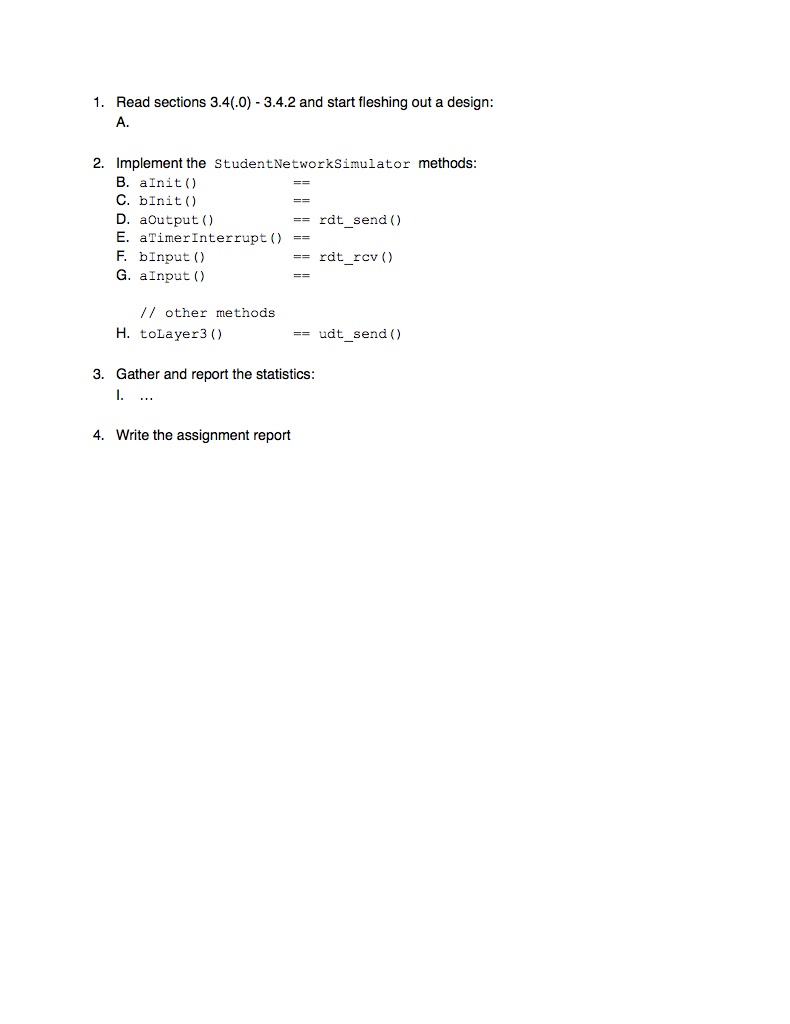 1. Read sections 3.4(.0) - 3.4.2 and start fleshing out a design:
A.
2. Implement the StudentNetworkSimulator methods:
B. aInit() ==
C. bInit() ==
D. aOutput() == rdt_send()
E. aTimerInterrupt() ==
F. bInput() == rdt_rcv()
G. aInput() ==
// other methods
H. toLayer3() == udt_send()
3. Gather and report the statistics:
I. ...
4. Write the assignment report